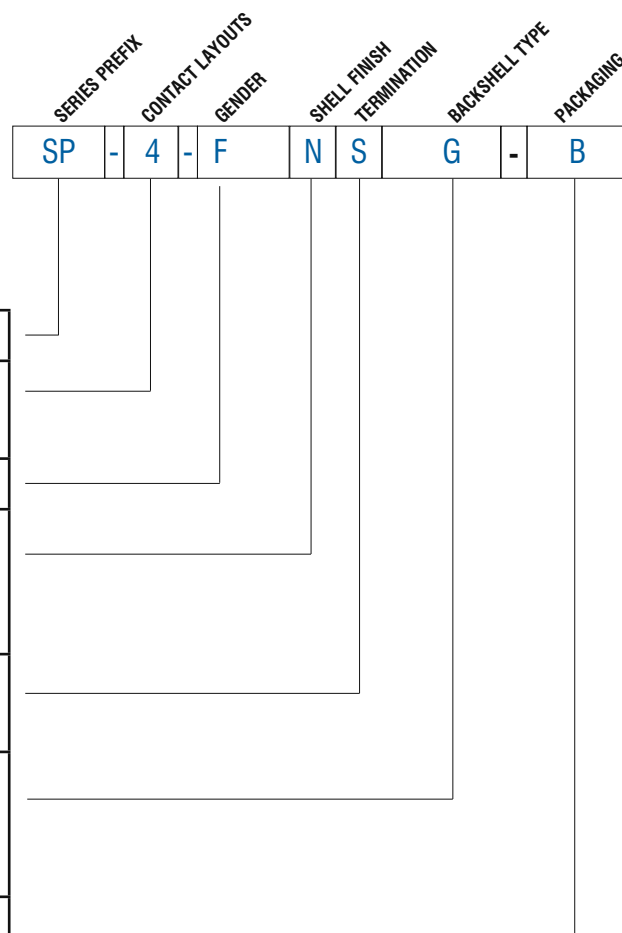 SERIES PREFIX
CONTACT LAYOUTS
GENDER
SHELL FINISH
TERMINATION
BACKSHELL TYPE
PACKAGING
SP - 4 - F N S G - B